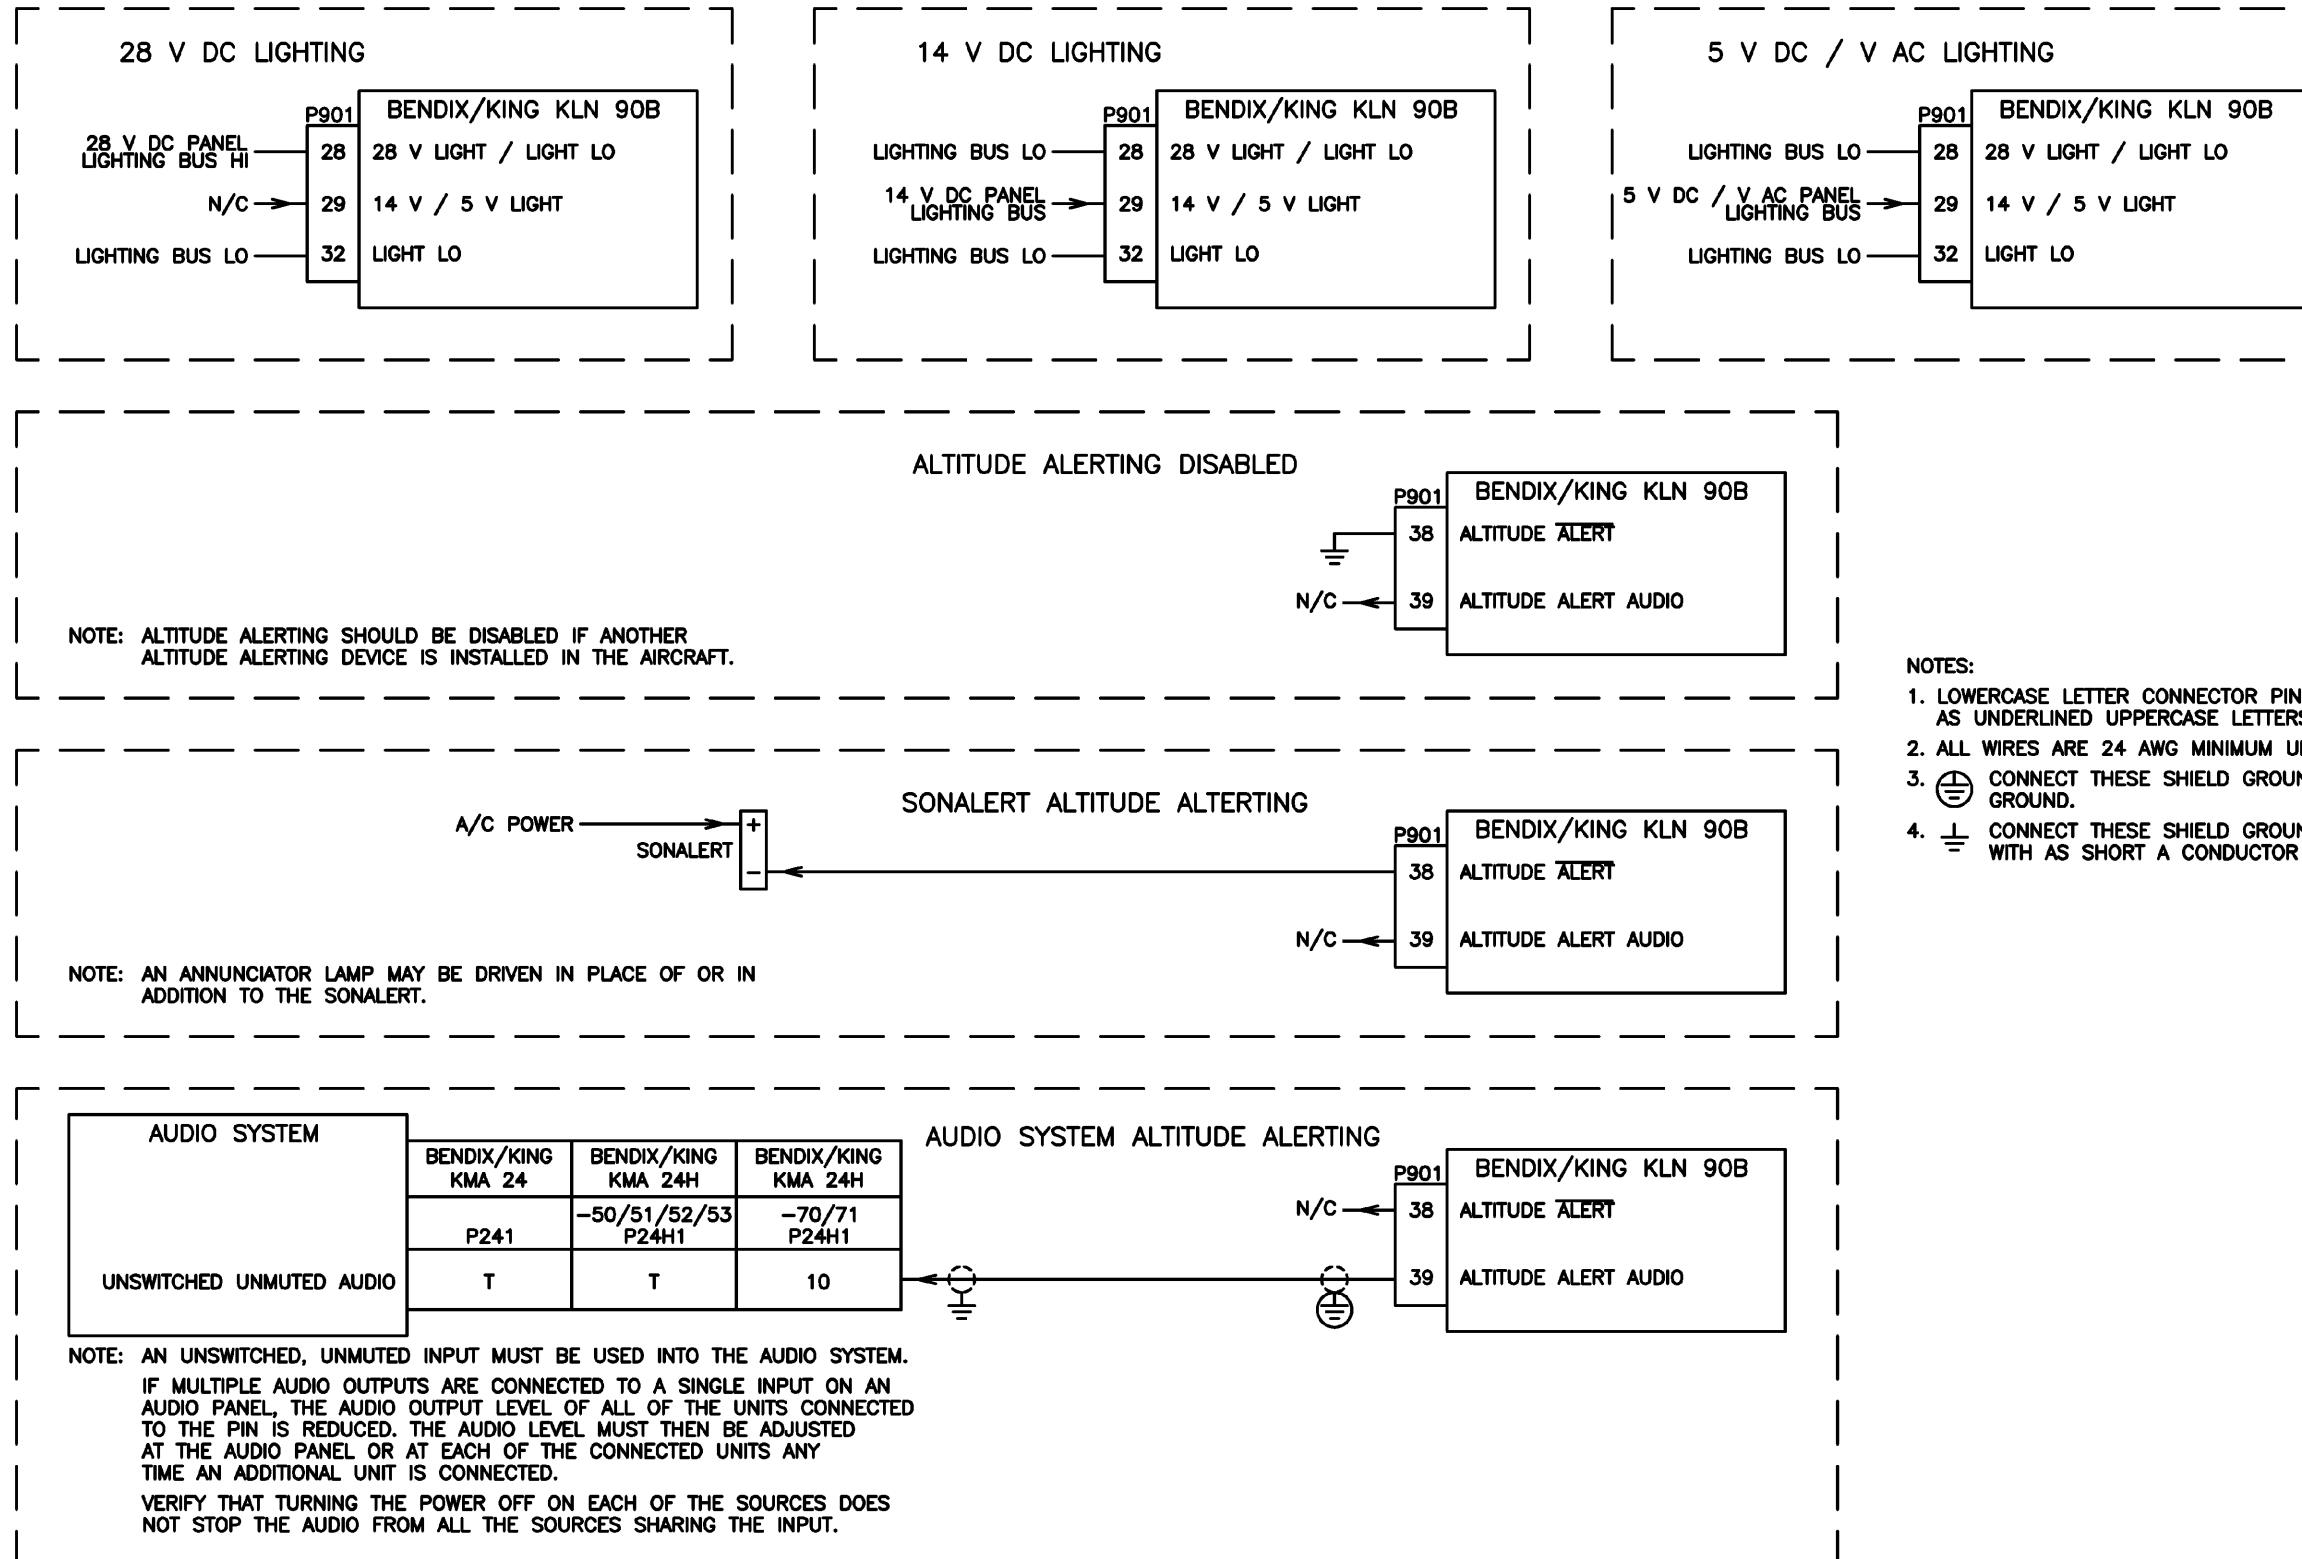 28 V DC LIGHTING
P901
BENDIX/KING KLN 90B
28 V DC PANEL
LIGHTING BUS HI
28
28 V LIGHT / LIGHT LO
N/C
29
14 V / 5 V LIGHT
LIGHTING BUS LO
32
LIGHT LO
14 V DC LIGHTING
P901
BENDIX/KING KLN 90B
LIGHTING BUS LO
28
28 V LIGHT / LIGHT LO
14 V DC PANEL
LIGHTING BUS
29
14 V / 5 V LIGHT
LIGHTING BUS LO
32
LIGHT LO
5 V DC / V AC LIGHTING
P901
BENDIX/KING KLN 90B
LIGHTING BUS LO
28
28 V LIGHT / LIGHT LO
5 V DC / V AC PANEL
LIGHTING BUS
29
14 V / 5 V LIGHT
LIGHTING BUS LO
32
LIGHT LO
ALTITUDE ALERTING DISABLED
P901
BENDIX/KING KLN 90B
38
ALTITUDE ALERT
N/C
39
ALTITUDE ALERT AUDIO
NOTE: ALTITUDE ALERTING SHOULD BE DISABLED IF ANOTHER
ALTITUDE ALERTING DEVICE IS INSTALLED IN THE AIRCRAFT.
SONALERT ALTITUDE ALTERTING
A/C POWER
+
SONALERT
−
P901
BENDIX/KING KLN 90B
38
ALTITUDE ALERT
N/C
39
ALTITUDE ALERT AUDIO
NOTE: AN ANNUNCIATOR LAMP MAY BE DRIVEN IN PLACE OF OR IN
ADDITION TO THE SONALERT.
NOTES:
1. LOWERCASE LETTER CONNECTOR PIN
AS UNDERLINED UPPERCASE LETTERS
2. ALL WIRES ARE 24 AWG MINIMUM
3. CONNECT THESE SHIELD
GROUND.
4. CONNECT THESE SHIELD
WITH AS SHORT A CONDUCTOR
AUDIO SYSTEM ALTITUDE ALERTING
AUDIO SYSTEM
BENDIX/KING
KMA 24
BENDIX/KING
KMA 24H
BENDIX/KING
KMA 24H
P241
-50/51/52/53
P24H1
-70/71
P24H1
UNSWITCHED UNMUTED AUDIO
T
T
10
P901
BENDIX/KING KLN 90B
N/C
38
ALTITUDE ALERT
39
ALTITUDE ALERT AUDIO
NOTE: AN UNSWITCHED, UNMUTED INPUT MUST BE USED INTO THE AUDIO SYSTEM.
IF MULTIPLE AUDIO OUTPUTS ARE CONNECTED TO A SINGLE INPUT ON AN
AUDIO PANEL, THE AUDIO OUTPUT LEVEL OF ALL OF THE UNITS CONNECTED
TO THE PIN IS REDUCED. THE AUDIO LEVEL MUST THEN BE ADJUSTED
AT THE AUDIO PANEL OR AT EACH OF THE CONNECTED UNITS ANY
TIME AN ADDITIONAL UNIT IS CONNECTED.
VERIFY THAT TURNING THE POWER OFF ON EACH OF THE SOURCES DOES
NOT STOP THE AUDIO FROM ALL THE SOURCES SHARING THE INPUT.